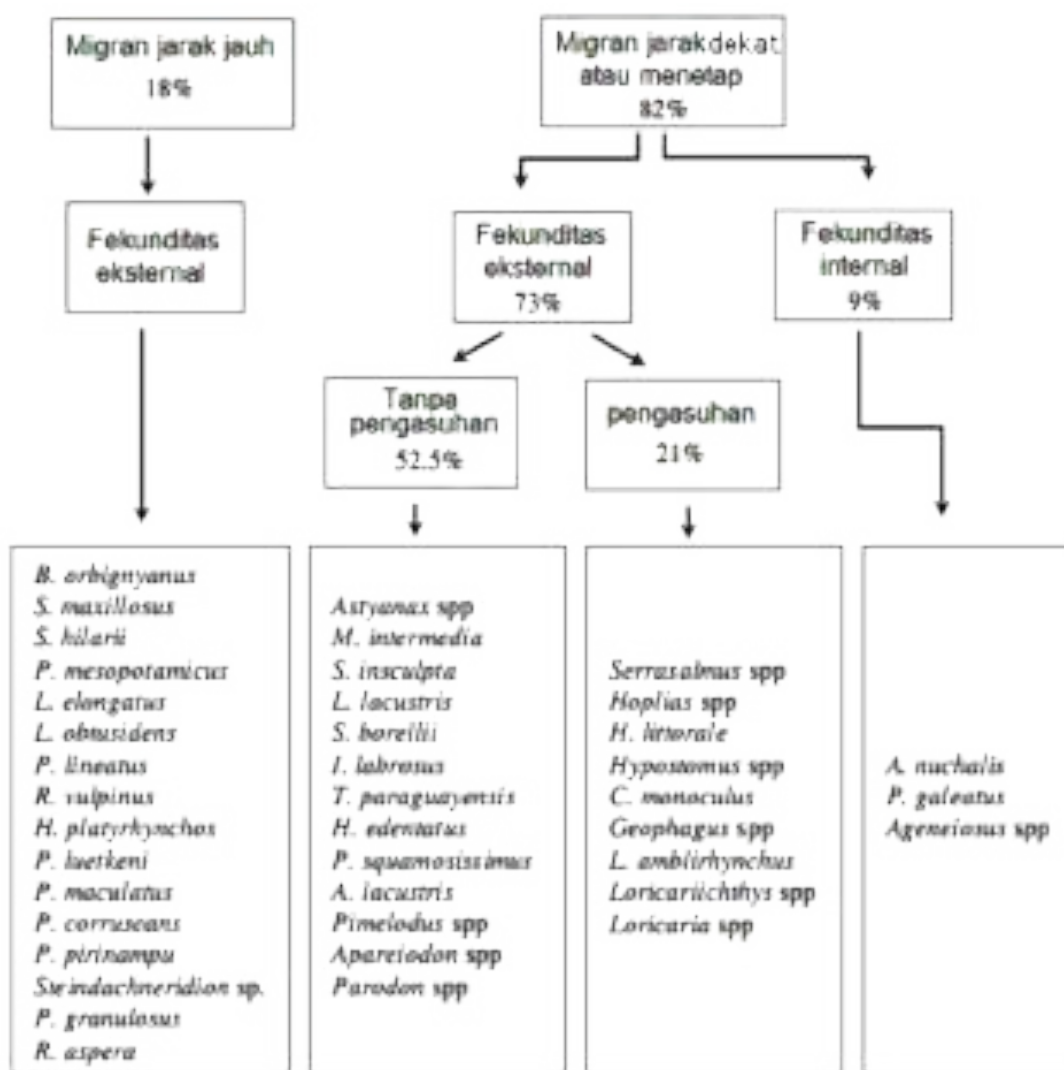 Migran jarak jauh
18%
Migran jarak dekat
atau menetap
82%
Fekunditas
eksternal
Fekunditas
eksternal
73%
Fekunditas
internal
9%
Tanpa
pengasuhan
52.5%
pengasuhan
21%
B. orbignyanus
S. maxillosus
S. hilarii
P. mesopotamicus
L. elongatus
L. obtusidens
P. lineatus
R. vulpinus
H. platyrhynchos
P. luetkeni
P. maculatus
P. corruscans
P. pirinampu
Steindachneridion sp.
P. granulosus
R. aspera
Astyanax spp
M. intermedia
S. insculpta
L. lacustris
S. borellii
I. labrosus
T. paraguayensis
H. edentatus
P. squamosissimus
A. lacustris
Pimelodus spp
Apareiodon spp
Parodon spp
Serrasalmus spp
Hoplias spp
H. littorale
Hypostomus spp
C. monoculus
Geophagus spp
L. amblirhynchus
Loricariichthys spp
Loricaria spp
A. nuchalis
P. galeatus
Ageneiosus spp